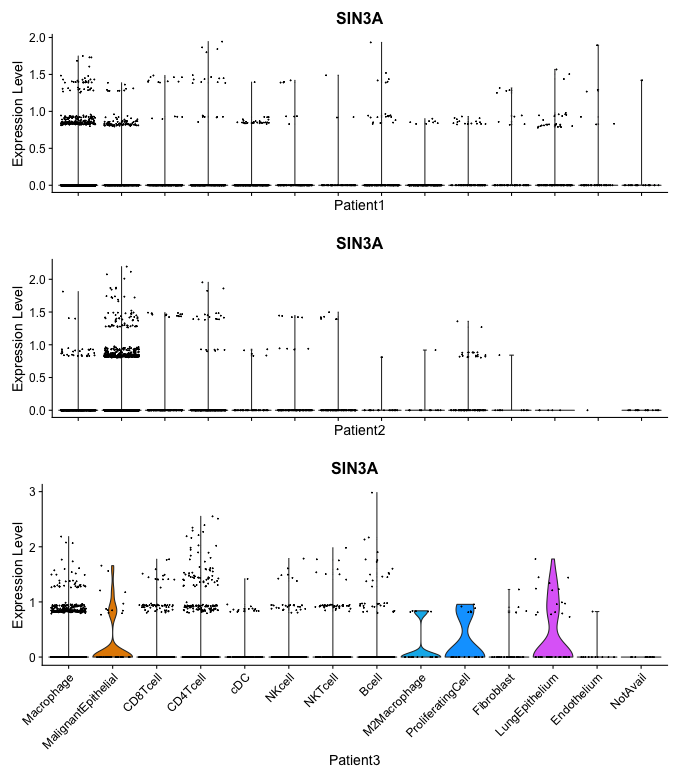 SIN3A
Expression Level
2.0
1.5
1.0
0.5
0.0
Patient1
SIN3A
Expression Level
2.0
1.5
1.0
0.5
0.0
Patient2
SIN3A
Expression Level
3
2
1
0
Macrophage
MalignantEpithelial
CD8Tcell
CD4Tcell
cDC
NKcell
NKTcell
Bcell
M2Macrophage
ProliferatingCell
Fibroblast
LungEpithelium
Endothelium
NotAvail
Patient3